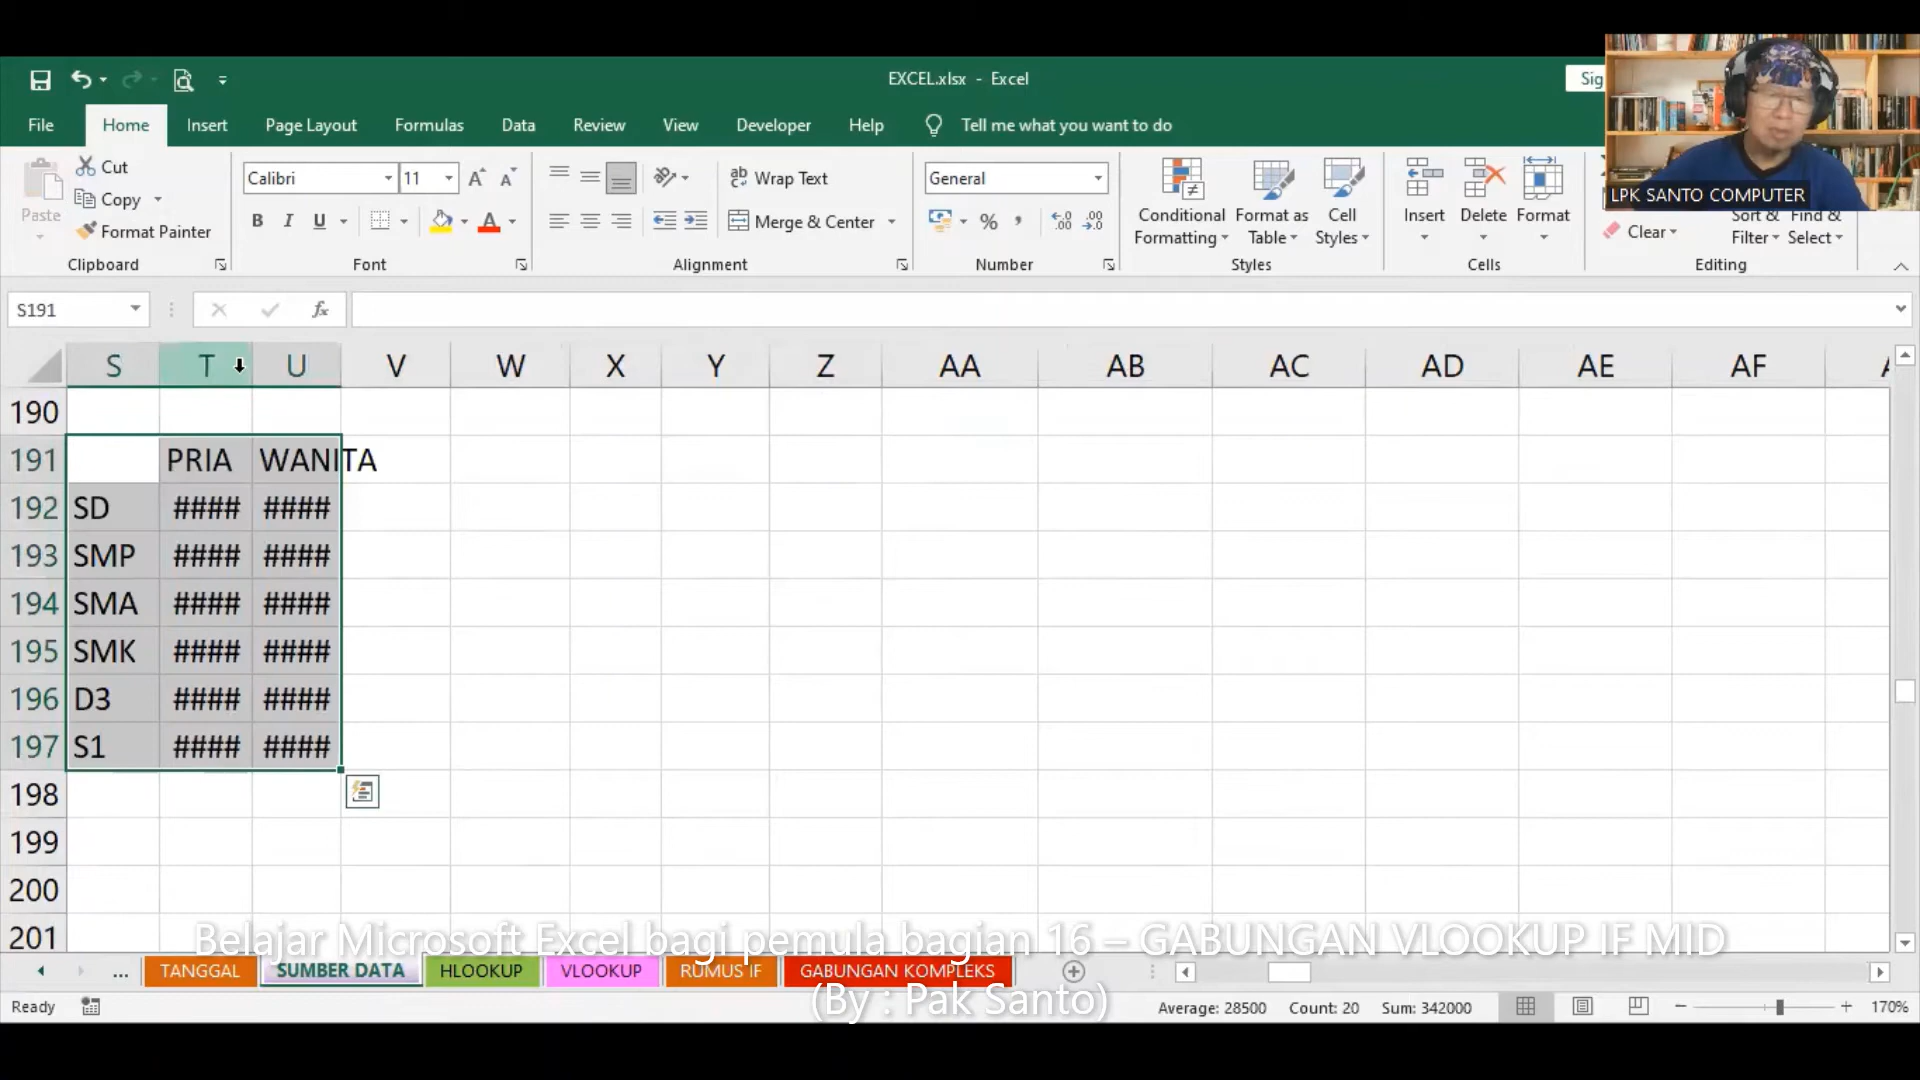 EXCEL.xlsx - Excel
Sig
File Home Insert Page Layout Formulas Data Review View Developer Help Tell me what you want to do
LPK SANTO COMPUTER
Paste
Cut
Copy
Format Painter
Clipboard
Calibri 11
B I U
Font
Wrap Text
Merge & Center
Alignment
General
%
Number
Conditional Formatting
Format as Table
Cell Styles
Styles
Insert Delete Format
Cells
Clear
Sort & Filter
Find & Select
Editing
S191 fx
S T U V W X Y Z AA AB AC AD AE AF
190
191 PRIA WANITA
192 SD #### ####
193 SMP #### ####
194 SMA #### ####
195 SMK #### ####
196 D3 #### ####
197 S1 #### ####
198
199
200
201
Belajar Microsoft Excel bagi pemula bagian 16 – GABUNGAN VLOOKUP IF MID
... TANGGAL SUMBER DATA HLOOKUP VLOOKUP RUMUS IF GABUNGAN KOMPLEKS
(By : Pak Santo)
Ready Average: 28500 Count: 20 Sum: 342000 170%